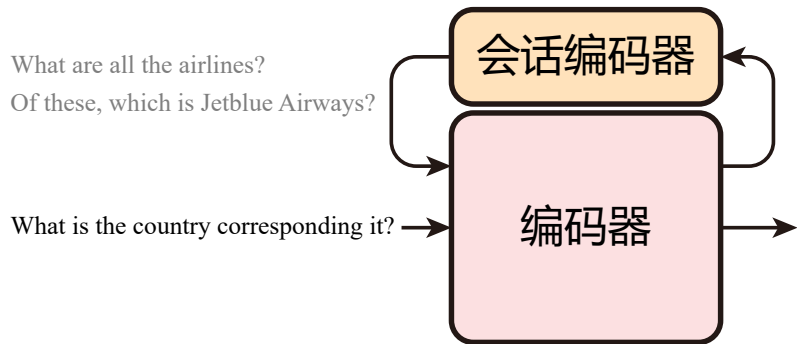 会话编码器
What are all the airlines?
Of these, which is Jetblue Airways?
What is the country corresponding it?
编码器